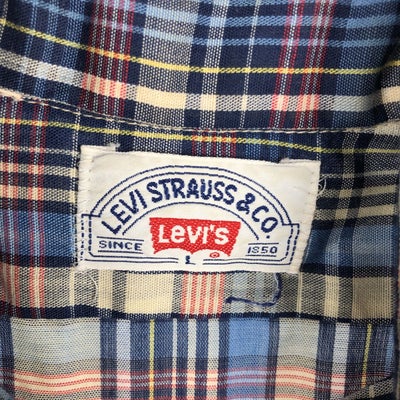 LEVI STRAUSS & CO.
Levi's
SINCE 1850
L ®